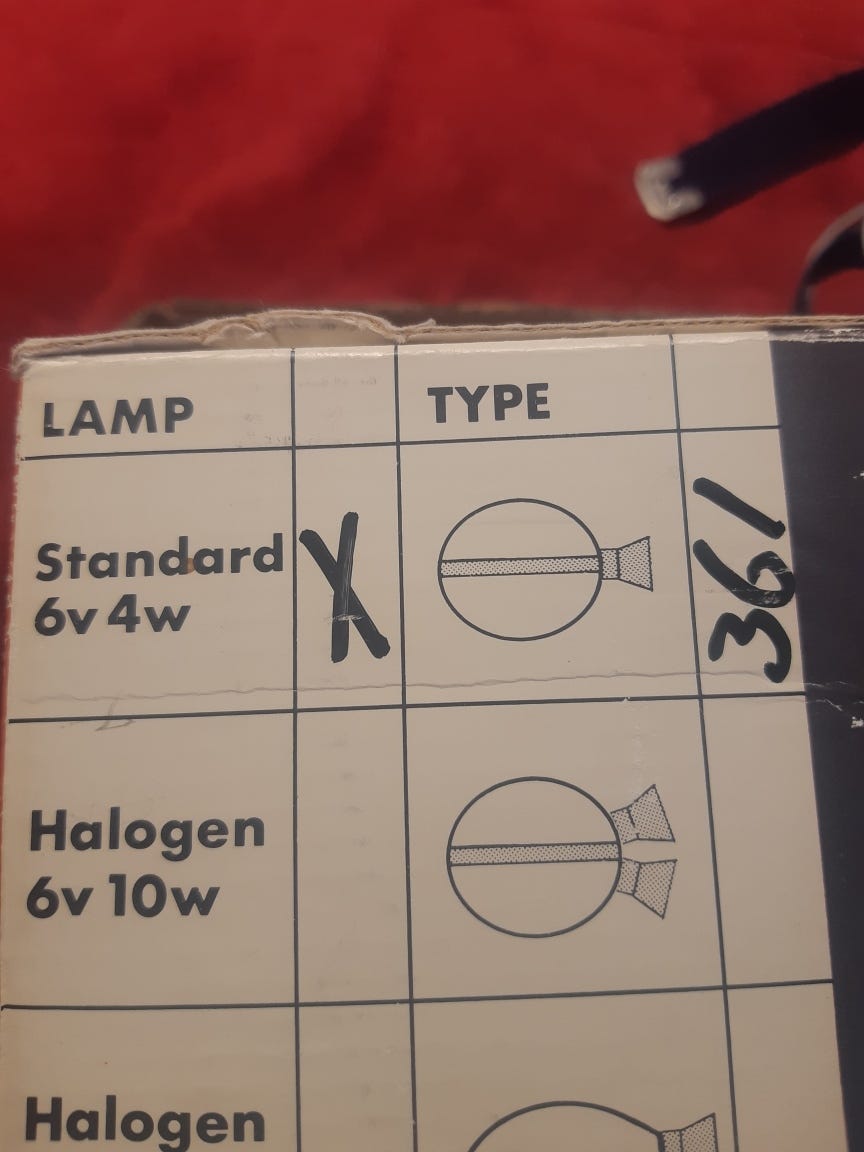 LAMP TYPE
Standard
6v 4w X 361
Halogen
6v 10w
Halogen